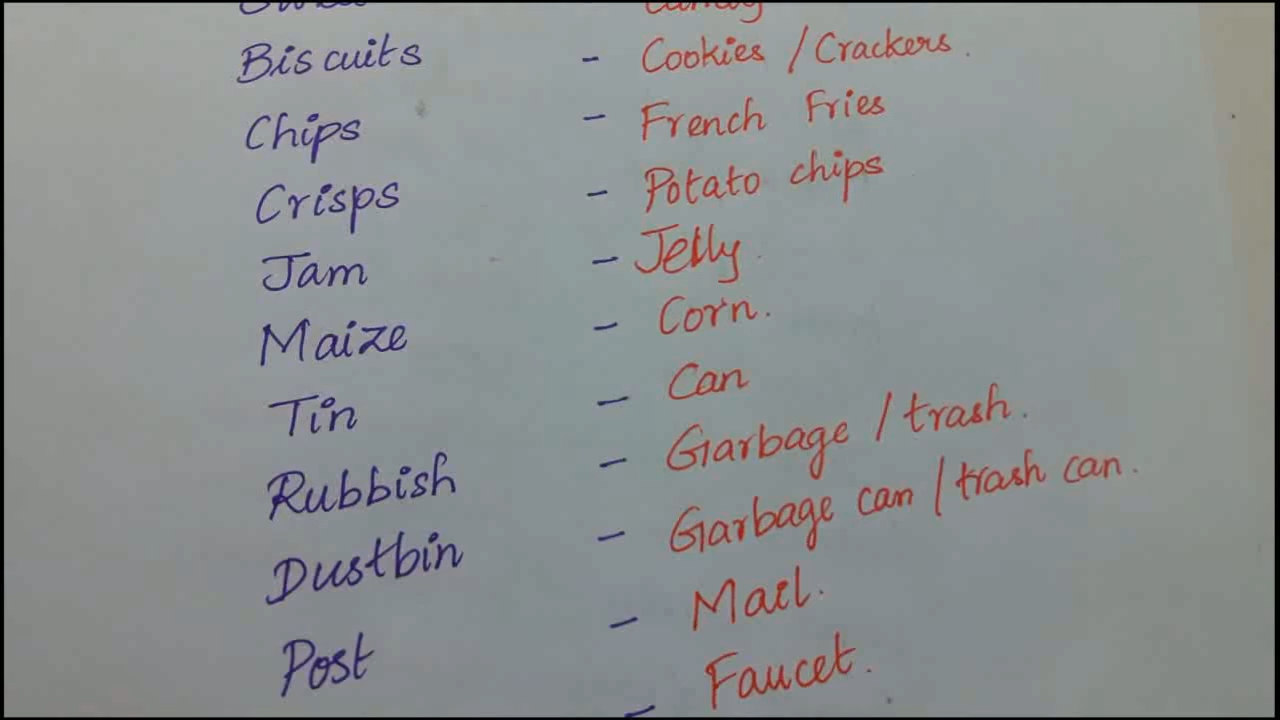 Candy
Biscuits - Cookies / Crackers.
Chips - French Fries
Crisps - Potato chips
Jam - Jelly.
Maize - Corn.
Tin - Can
Rubbish - Garbage / trash.
Dustbin - Garbage can / trash can.
Post - Mail.
- Faucet.